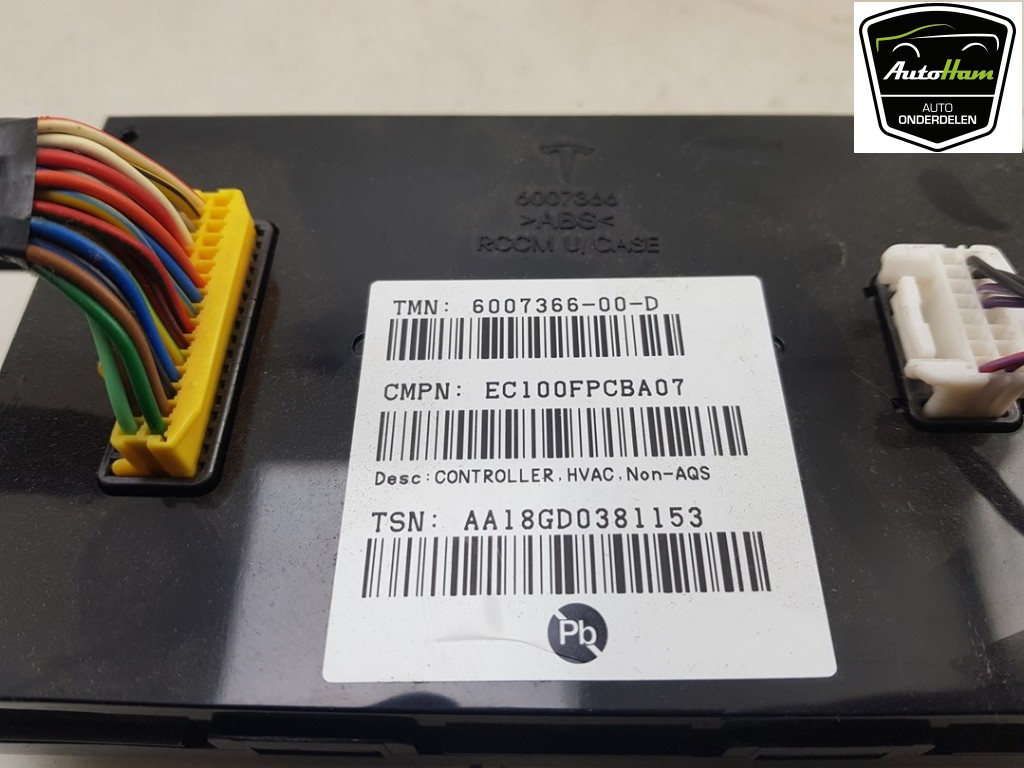 AutoHam
AUTO
ONDERDELEN
6007366
>ABS<
RCCM U/CASE
TMN: 6007366-00-D
CMPN: EC100FPCBA07
Desc:CONTROLLER,HVAC,Non-AQS
TSN: AA18GD0381153
Pb